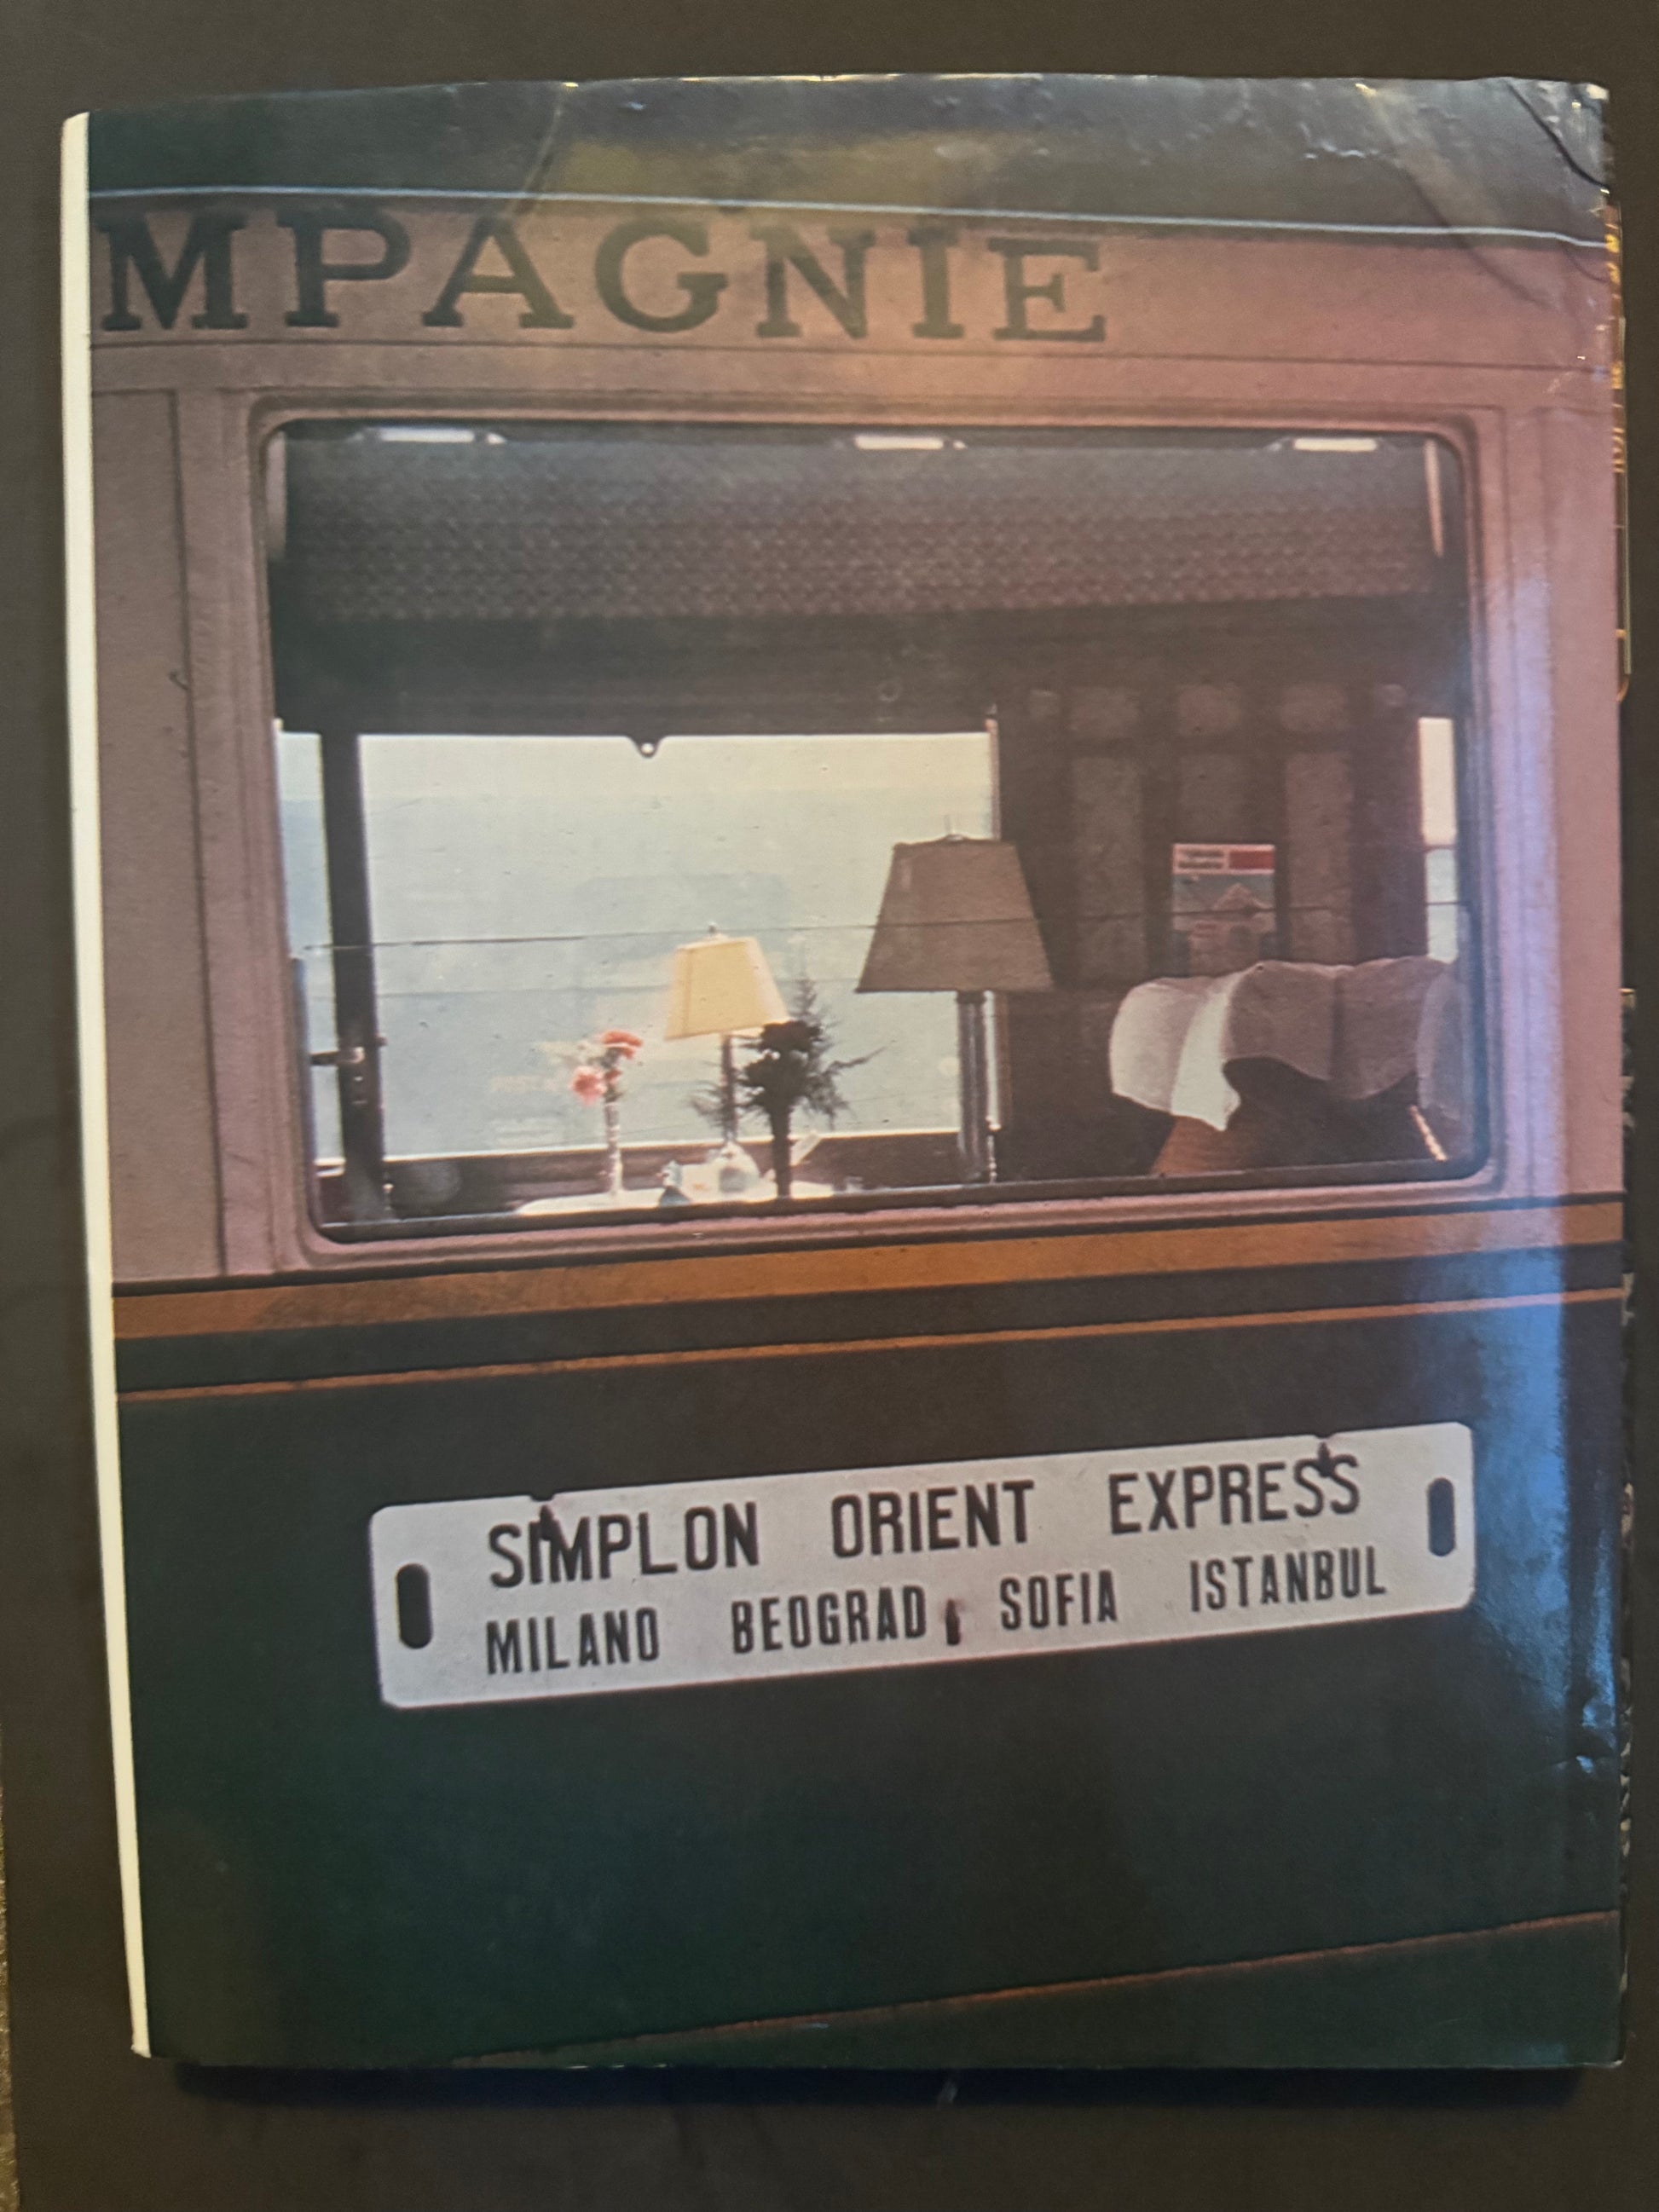 MPAGNIE
SIMPLON ORIENT EXPRESS
MILANO BEOGRAD SOFIA ISTANBUL